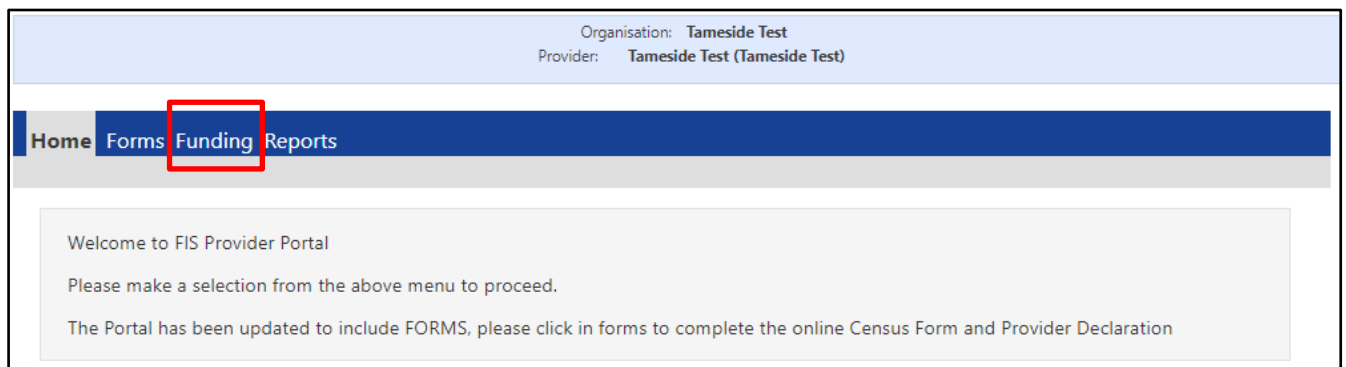 Organisation: Tameside Test
Provider: Tameside Test (Tameside Test)
Home Forms Funding Reports
Welcome to FIS Provider Portal
Please make a selection from the above menu to proceed.
The Portal has been updated to include FORMS, please click in forms to complete the online Census Form and Provider Declaration